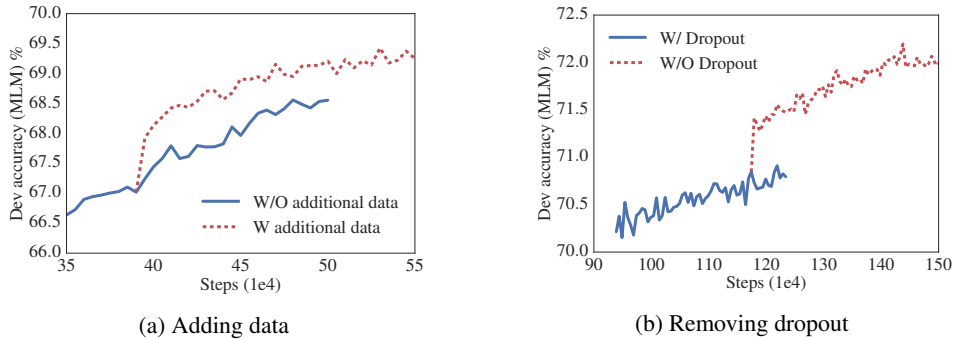 70.0
69.5
69.0
68.5
68.0
67.5
67.0
66.5
66.0
Dev accuracy (MLM) %
W/O additional data
W additional data
35 40 45 50 55
Steps (1e4)
(a) Adding data
72.5
72.0
71.5
71.0
70.5
70.0
Dev accuracy (MLM) %
W/ Dropout
W/O Dropout
90 100 110 120 130 140 150
Steps (1e4)
(b) Removing dropout